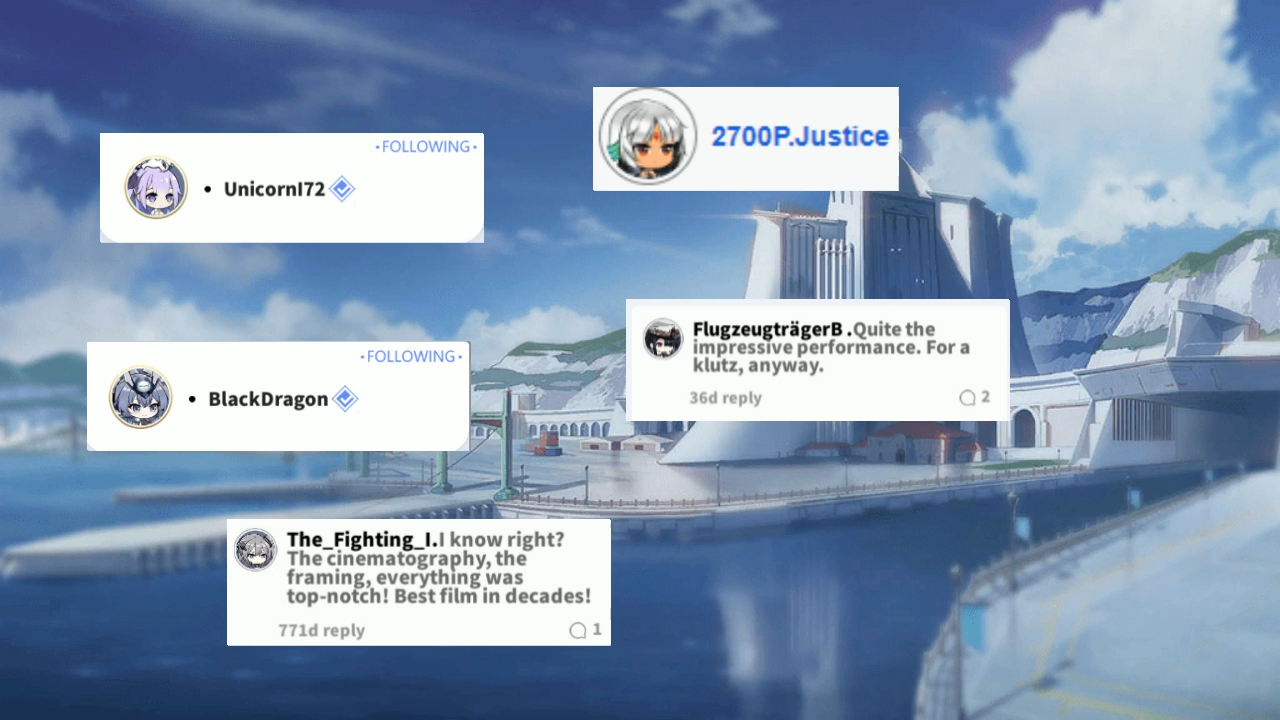 2700P.Justice
•FOLLOWING•
• UnicornI72
FlugzeugträgerB .Quite the
impressive performance. For a
klutz, anyway.
36d reply
2
•FOLLOWING•
• BlackDragon
The_Fighting_I.I know right?
The cinematography, the
framing, everything was
top-notch! Best film in decades!
771d reply
1